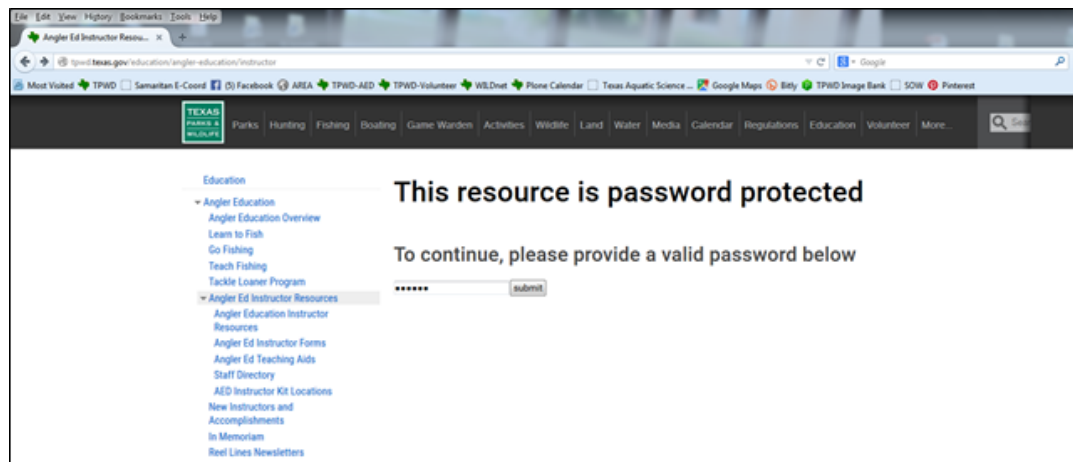 File Edit View History Bookmarks Tools Help
Angler Ed Instructor Resou... ×
tpwd.texas.gov/education/angler-education/instructor
Google
Most Visited TPWD Samaritan E-Coord (5) Facebook AREA TPWD-AED TPWD-Volunteer WILDnet Plone Calendar Texas Aquatic Science ... Google Maps Bitly TPWD Image Bank SOW Pinterest
TEXAS
PARKS &
WILDLIFE
Parks Hunting Fishing Boating Game Warden Activities Wildlife Land Water Media Calendar Regulations Education Volunteer More...
Education
Angler Education
Angler Education Overview
Learn to Fish
Go Fishing
Teach Fishing
Tackle Loaner Program
Angler Ed Instructor Resources
Angler Education Instructor
Resources
Angler Ed Instructor Forms
Angler Ed Teaching Aids
Staff Directory
AED Instructor Kit Locations
New Instructors and
Accomplishments
In Memoriam
Reel Lines Newsletters
This resource is password protected
To continue, please provide a valid password below
•••••• submit